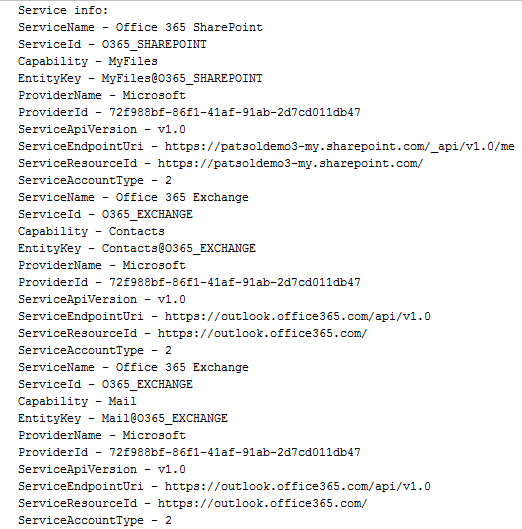 Service info:
ServiceName - Office 365 SharePoint
ServiceId - O365_SHAREPOINT
Capability - MyFiles
EntityKey - MyFiles@O365_SHAREPOINT
ProviderName - Microsoft
ProviderId - 72f988bf-86f1-41af-91ab-2d7cd011db47
ServiceApiVersion - v1.0
ServiceEndpointUri - https://patsoldemo3-my.sharepoint.com/_api/v1.0/me
ServiceResourceId - https://patsoldemo3-my.sharepoint.com/
ServiceAccountType - 2
ServiceName - Office 365 Exchange
ServiceId - O365_EXCHANGE
Capability - Contacts
EntityKey - Contacts@O365_EXCHANGE
ProviderName - Microsoft
ProviderId - 72f988bf-86f1-41af-91ab-2d7cd011db47
ServiceApiVersion - v1.0
ServiceEndpointUri - https://outlook.office365.com/api/v1.0
ServiceResourceId - https://outlook.office365.com/
ServiceAccountType - 2
ServiceName - Office 365 Exchange
ServiceId - O365_EXCHANGE
Capability - Mail
EntityKey - Mail@O365_EXCHANGE
ProviderName - Microsoft
ProviderId - 72f988bf-86f1-41af-91ab-2d7cd011db47
ServiceApiVersion - v1.0
ServiceEndpointUri - https://outlook.office365.com/api/v1.0
ServiceResourceId - https://outlook.office365.com/
ServiceAccountType - 2